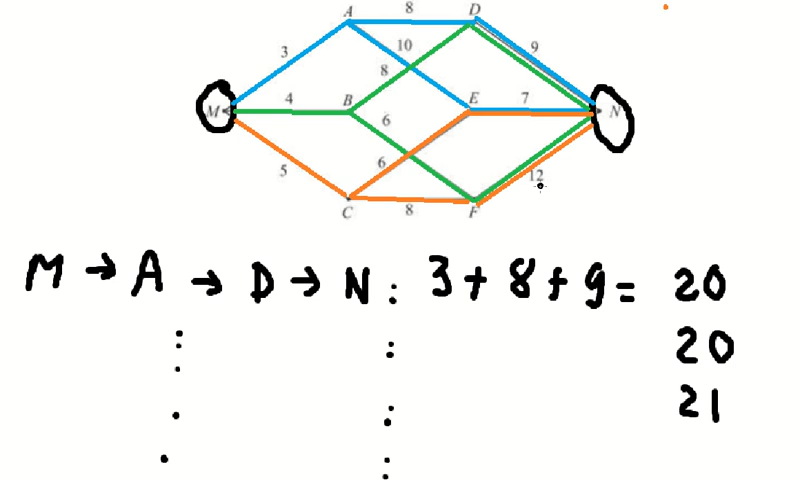 A 8 D
3 10 9
8
M 4 B E 7 N
6
5 6 12
C 8 F
M → A → D → N : 3 + 8 + 9 = 20
20
21